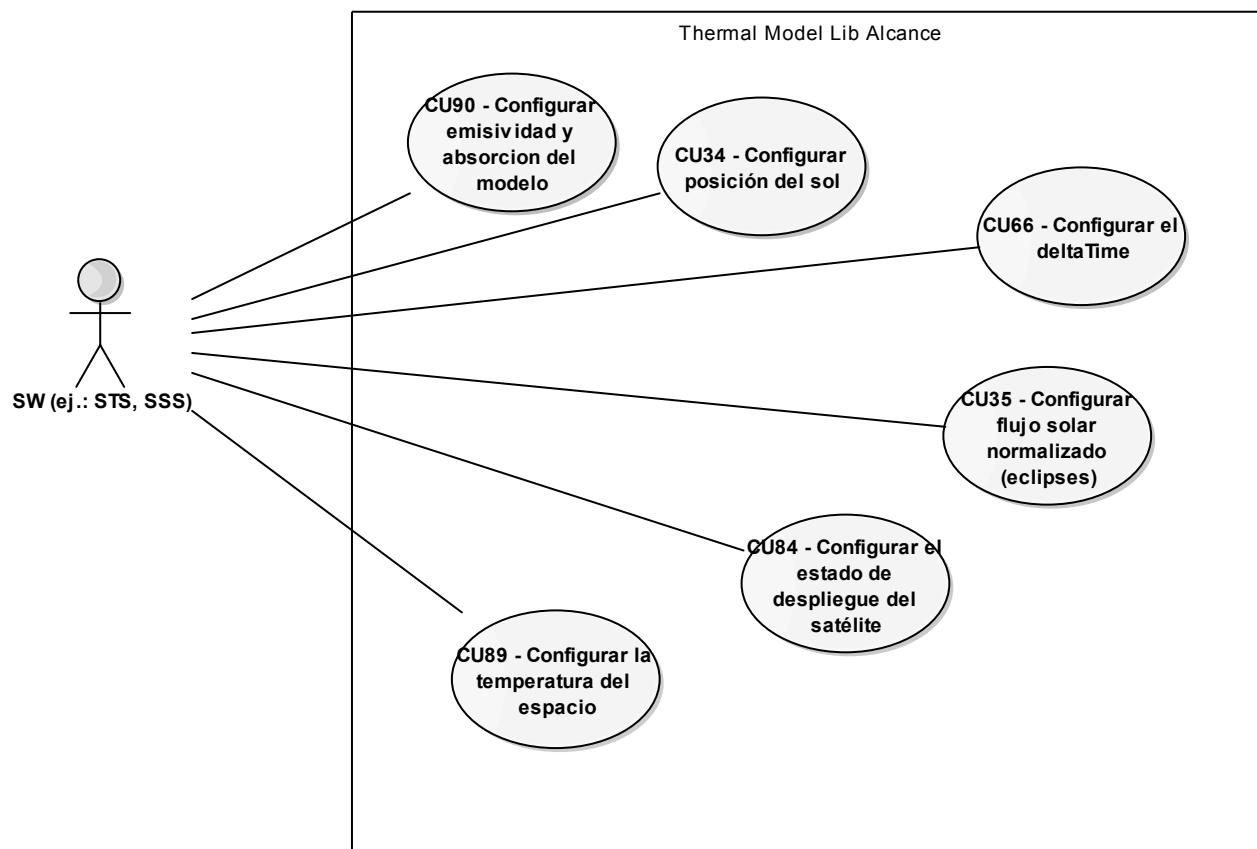 Thermal Model Lib Alcance
CU90 - Configurar
emisividad y
absorcion del
modelo
CU34 - Configurar
posición del sol
CU66 - Configurar el
deltaTime
SW (ej.: STS, SSS)
CU35 - Configurar
flujo solar
normalizado
(eclipses)
CU84 - Configurar el
estado de
despliegue del
satélite
CU89 - Configurar la
temperatura del
espacio